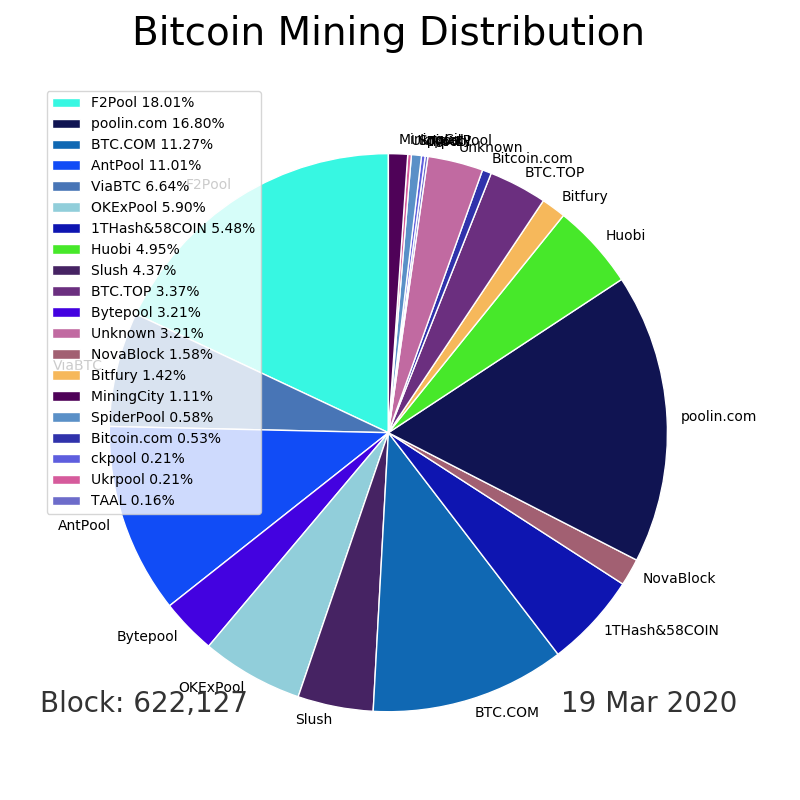 Bitcoin Mining Distribution
F2Pool 18.01%
poolin.com 16.80%
BTC.COM 11.27%
AntPool 11.01%
ViaBTC 6.64%
OKExPool 5.90%
1THash&58COIN 5.48%
Huobi 4.95%
Slush 4.37%
BTC.TOP 3.37%
Bytepool 3.21%
Unknown 3.21%
NovaBlock 1.58%
Bitfury 1.42%
MiningCity 1.11%
SpiderPool 0.58%
Bitcoin.com 0.53%
ckpool 0.21%
Ukrpool 0.21%
TAAL 0.16%
MiningCity
Unknown
Bitcoin.com
BTC.TOP
Bitfury
Huobi
F2Pool
ViaBTC
poolin.com
AntPool
NovaBlock
Bytepool
1THash&58COIN
OKExPool
Slush
BTC.COM
Block: 622,127
19 Mar 2020